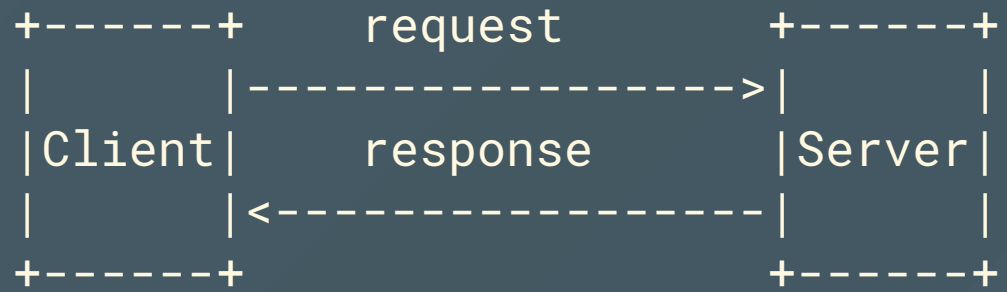 +------+    request       +------+
|      |----------------->|      |
|Client|    response      |Server|
|      |<-----------------|      |
+------+                  +------+